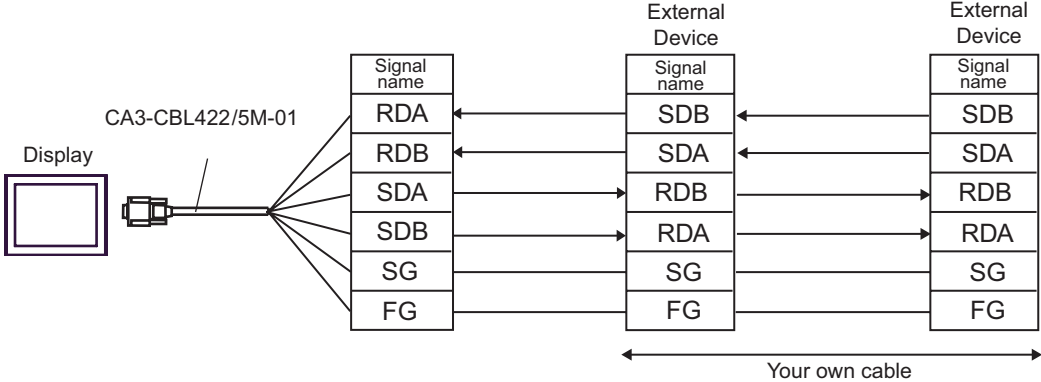 External
Device
External
Device
CA3-CBL422/5M-01
Display
Signal
name
RDA
RDB
SDA
SDB
SG
FG
Signal
name
SDB
SDA
RDB
RDA
SG
FG
Signal
name
SDB
SDA
RDB
RDA
SG
FG
Your own cable